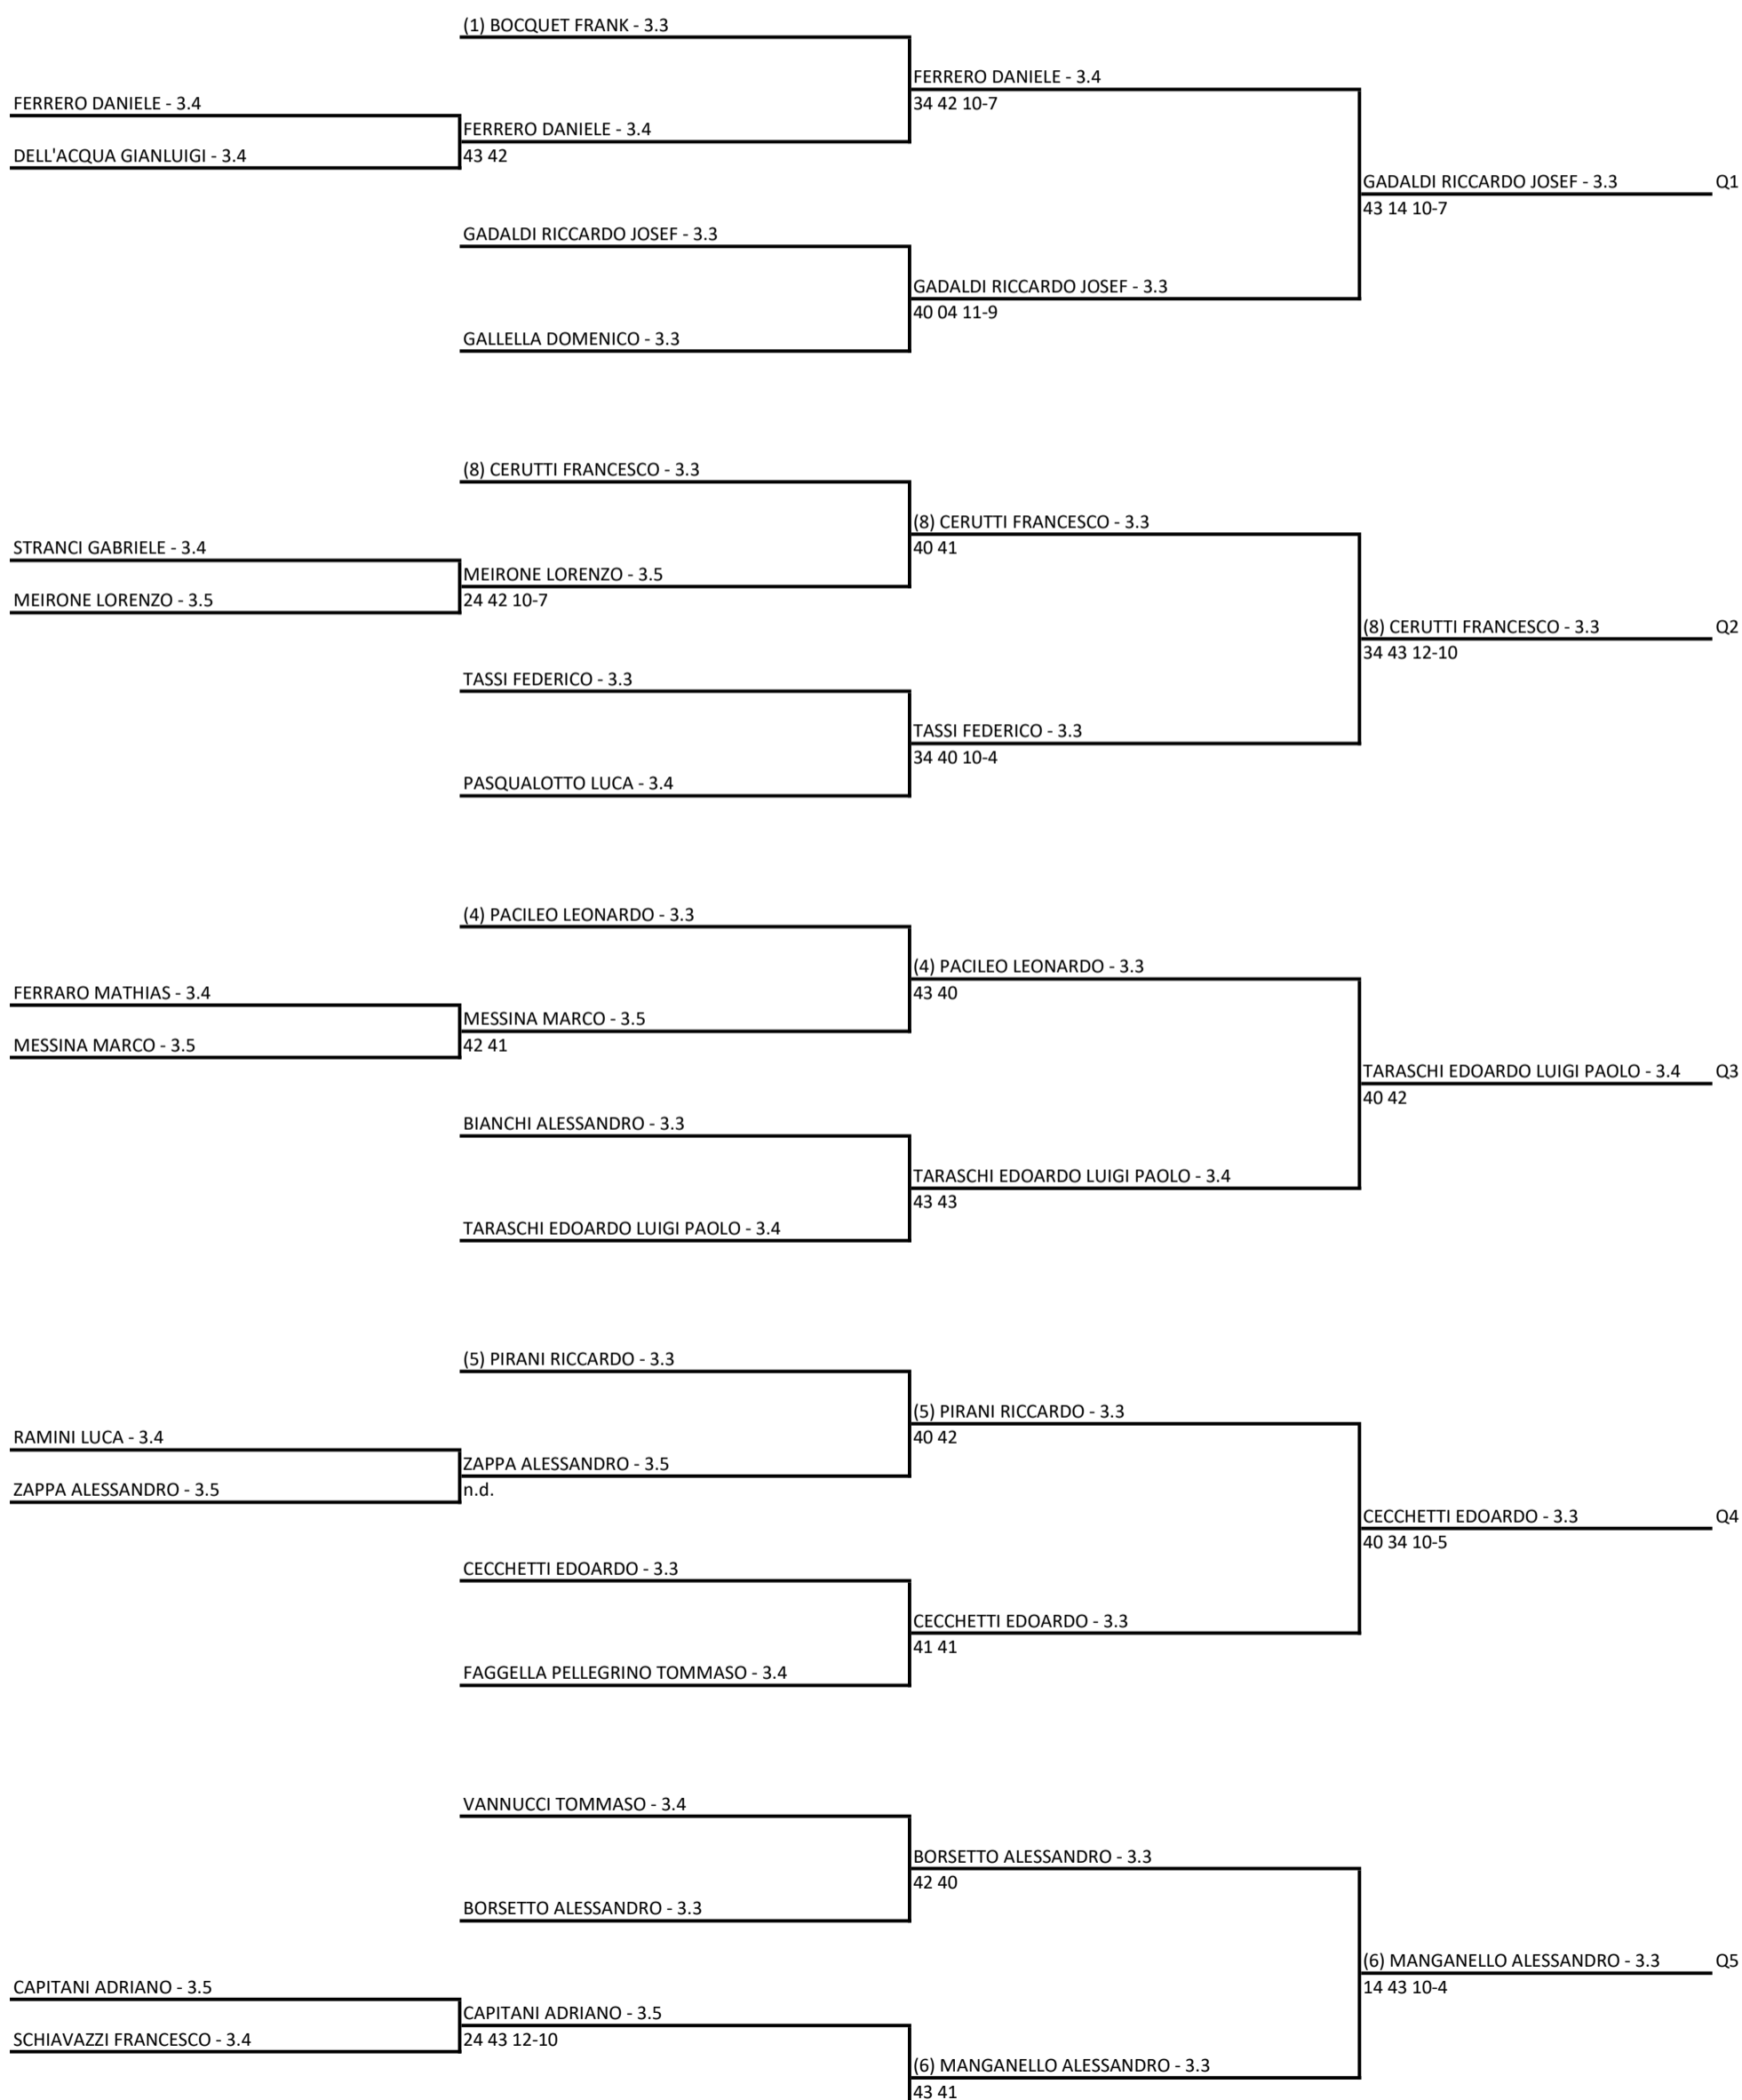 (1) BOCQUET FRANK - 3.3
FERRERO DANIELE - 3.4
34 42 10-7
FERRERO DANIELE - 3.4
FERRERO DANIELE - 3.4
43 42
DELL'ACQUA GIANLUIGI - 3.4
GADALDI RICCARDO JOSEF - 3.3 Q1
43 14 10-7
GADALDI RICCARDO JOSEF - 3.3
GADALDI RICCARDO JOSEF - 3.3
40 04 11-9
GALLELLA DOMENICO - 3.3
(8) CERUTTI FRANCESCO - 3.3
(8) CERUTTI FRANCESCO - 3.3
40 41
STRANCI GABRIELE - 3.4
MEIRONE LORENZO - 3.5
24 42 10-7
MEIRONE LORENZO - 3.5
(8) CERUTTI FRANCESCO - 3.3 Q2
34 43 12-10
TASSI FEDERICO - 3.3
TASSI FEDERICO - 3.3
34 40 10-4
PASQUALOTTO LUCA - 3.4
(4) PACILEO LEONARDO - 3.3
(4) PACILEO LEONARDO - 3.3
43 40
FERRARO MATHIAS - 3.4
MESSINA MARCO - 3.5
42 41
MESSINA MARCO - 3.5
TARASCHI EDOARDO LUIGI PAOLO - 3.4 Q3
40 42
BIANCHI ALESSANDRO - 3.3
TARASCHI EDOARDO LUIGI PAOLO - 3.4
43 43
TARASCHI EDOARDO LUIGI PAOLO - 3.4
(5) PIRANI RICCARDO - 3.3
(5) PIRANI RICCARDO - 3.3
40 42
RAMINI LUCA - 3.4
ZAPPA ALESSANDRO - 3.5
n.d.
ZAPPA ALESSANDRO - 3.5
CECCHETTI EDOARDO - 3.3 Q4
40 34 10-5
CECCHETTI EDOARDO - 3.3
CECCHETTI EDOARDO - 3.3
41 41
FAGGELLA PELLEGRINO TOMMASO - 3.4
VANNUCCI TOMMASO - 3.4
BORSETTO ALESSANDRO - 3.3
42 40
BORSETTO ALESSANDRO - 3.3
(6) MANGANELLO ALESSANDRO - 3.3 Q5
14 43 10-4
CAPITANI ADRIANO - 3.5
CAPITANI ADRIANO - 3.5
24 43 12-10
SCHIAVAZZI FRANCESCO - 3.4
(6) MANGANELLO ALESSANDRO - 3.3
43 41